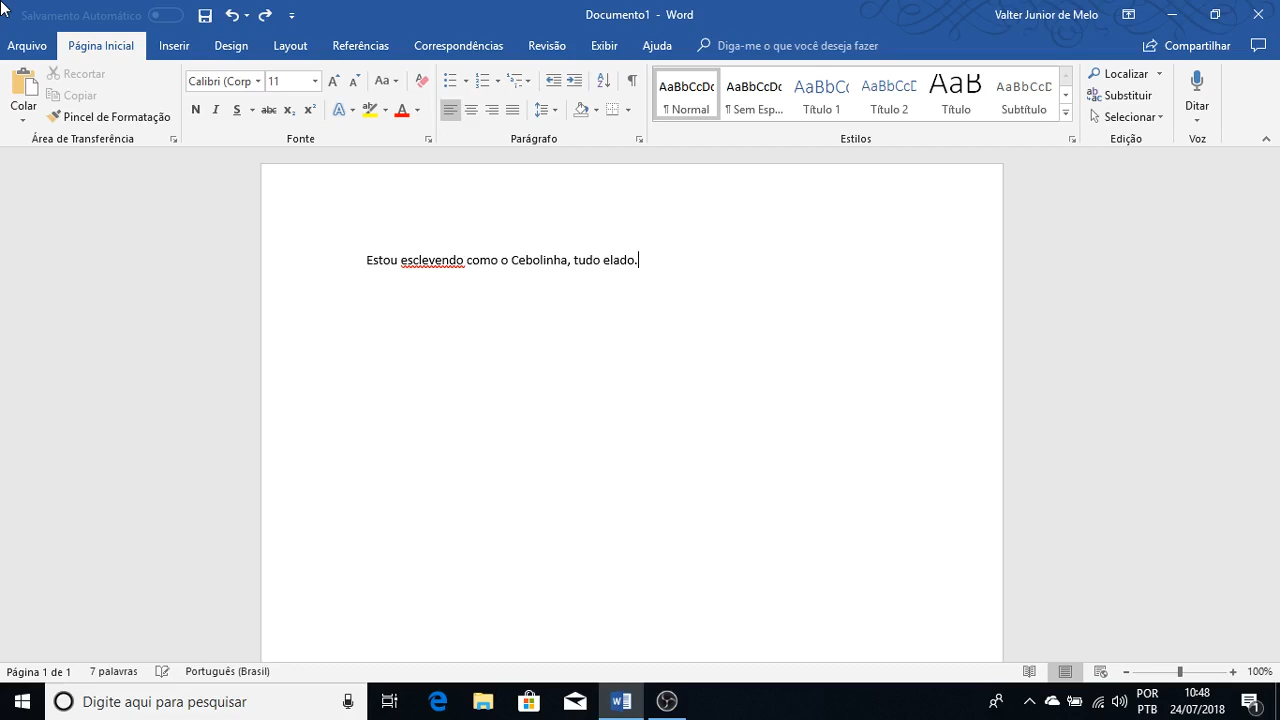 Salvamento Automático
Documento1 - Word
Valter Junior de Melo
Arquivo Página Inicial Inserir Design Layout Referências Correspondências Revisão Exibir Ajuda Diga-me o que você deseja fazer Compartilhar
Colar
Recortar
Copiar
Pincel de Formatação
Área de Transferência
Calibri (Corp 11
Aa
N I S abc x₂ x² A A
Fonte
Parágrafo
AaBbCcDc AaBbCcDc AaBbCc AaBbCcD AaB AaBbCcD
¶ Normal ¶ Sem Esp... Título 1 Título 2 Título Subtítulo
Estilos
Localizar
Substituir
Selecionar
Edição
Ditar
Voz
Estou esclevendo como o Cebolinha, tudo elado.
Página 1 de 1 7 palavras Português (Brasil) 100%
Digite aqui para pesquisar
POR
PTB
10:48
24/07/2018
1